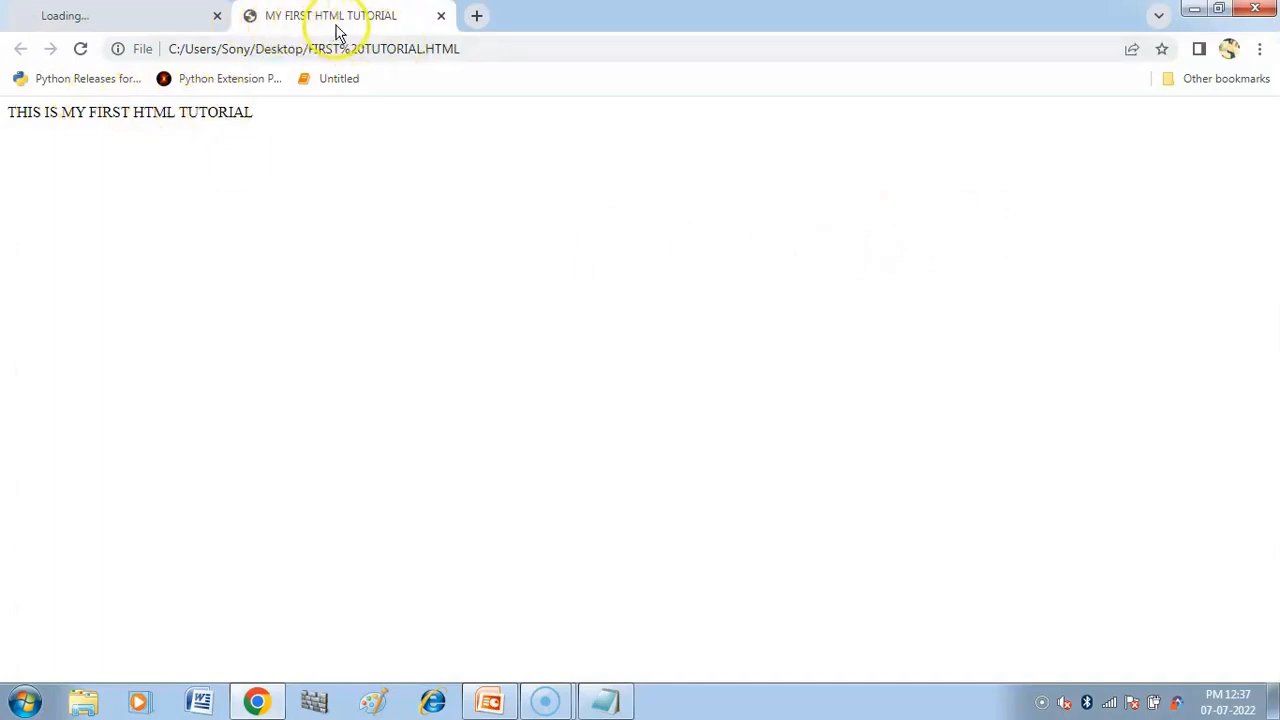 Loading...
MY FIRST HTML TUTORIAL
File
C:/Users/Sony/Desktop/FIRST%20TUTORIAL.HTML
Python Releases for...
Python Extension P...
Untitled
Other bookmarks
THIS IS MY FIRST HTML TUTORIAL
PM 12:37
07-07-2022